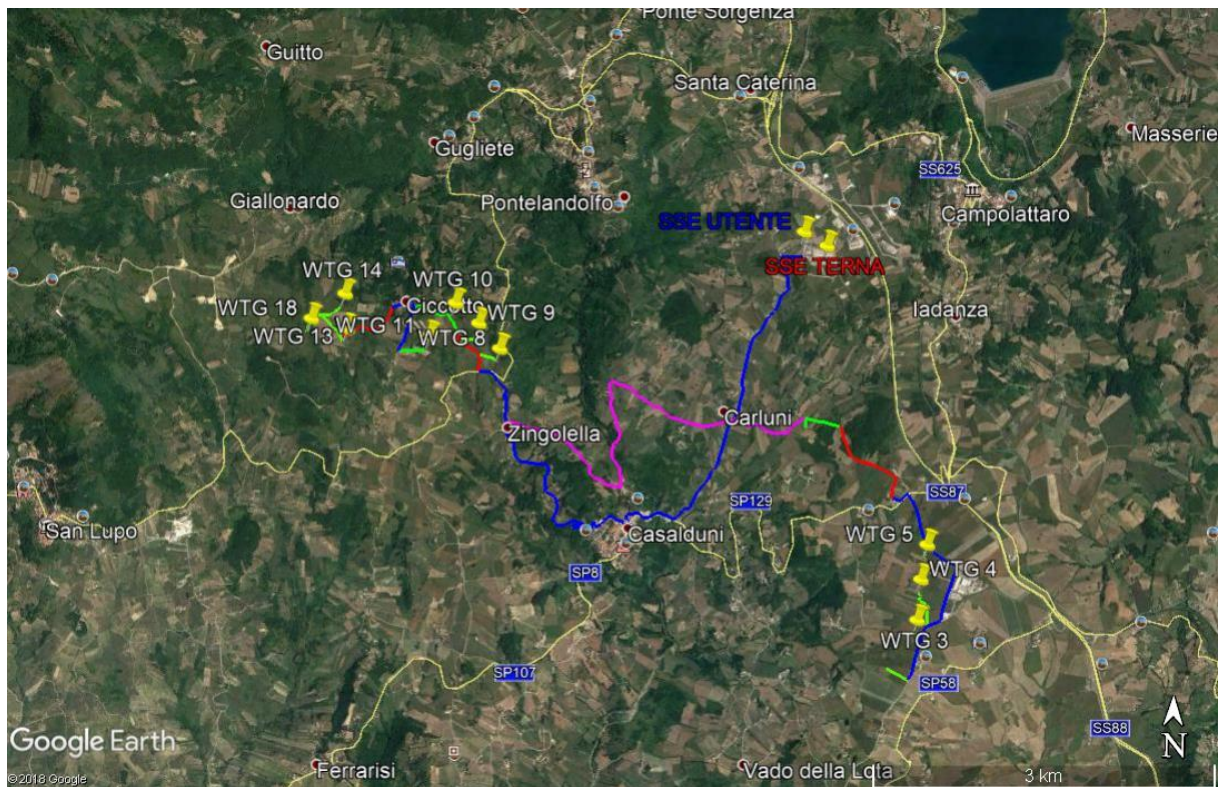 Ponte Sorgenza
Guitto
Santa Caterina
Masserie
Gugliete
SS625
Giallonardo
Pontelandolfo
Campolattaro
SSE UTENTE
SSE TERNA
WTG 14
WTG 10
Ciccotto
WTG 18
WTG 9
WTG 11
WTG 13
WTG 8
Iadanza
Carluni
Zingolella
SS87
SP129
San Lupo
Casalduni
WTG 5
SP8
WTG 4
WTG 3
SP107
SP58
SS88
N
Google Earth
©2018 Google
Ferrarisi
Vado della Lota
3 km